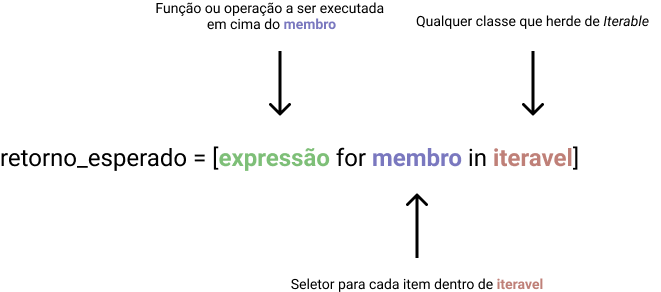 Função ou operação a ser executada
em cima do membro
Qualquer classe que herde de Iterable
retorno_esperado = [expressão for membro in iteravel]
Seletor para cada item dentro de iteravel